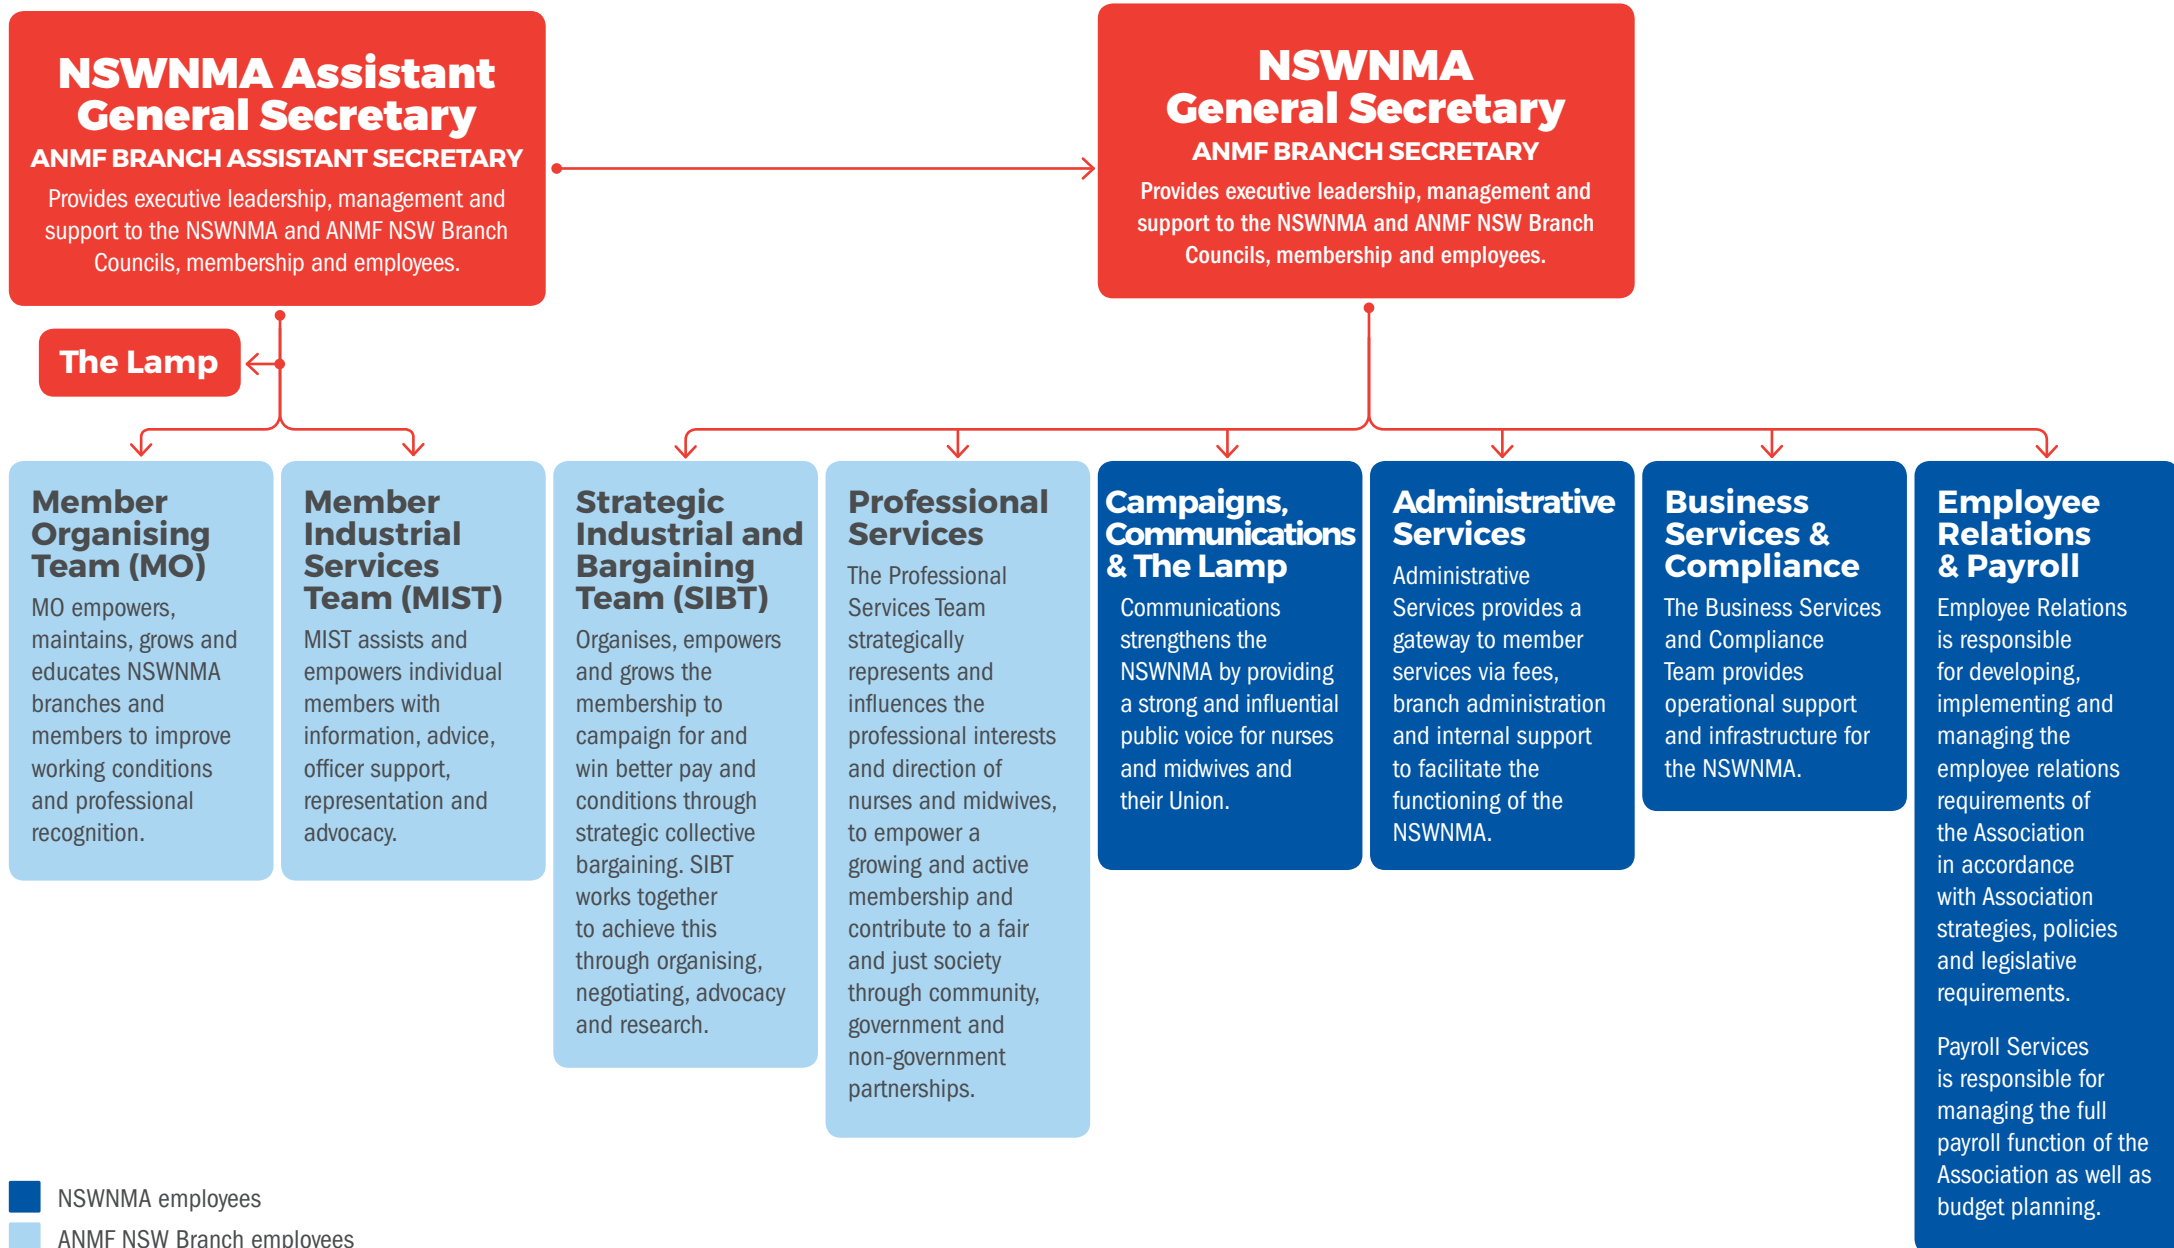 NSWNMA Assistant
General Secretary
ANMF BRANCH ASSISTANT SECRETARY
Provides executive leadership, management and
support to the NSWNMA and ANMF NSW Branch
Councils, membership and employees.
NSWNMA
General Secretary
ANMF BRANCH SECRETARY
Provides executive leadership, management and
support to the NSWNMA and ANMF NSW Branch
Councils, membership and employees.
The Lamp
Member
Organising
Team (MO)
MO empowers,
maintains, grows and
educates NSWNMA
branches and
members to improve
working conditions
and professional
recognition.
Member
Industrial
Services
Team (MIST)
MIST assists and
empowers individual
members with
information, advice,
officer support,
representation and
advocacy.
Strategic
Industrial and
Bargaining
Team (SIBT)
Organises, empowers
and grows the
membership to
campaign for and
win better pay and
conditions through
strategic collective
bargaining. SIBT
works together
to achieve this
through organising,
negotiating, advocacy
and research.
Professional
Services
The Professional
Services Team
strategically
represents and
influences the
professional interests
and direction of
nurses and midwives,
to empower a
growing and active
membership and
contribute to a fair
and just society
through community,
government and
non-government
partnerships.
Campaigns,
Communications
& The Lamp
Communications
strengthens the
NSWNMA by providing
a strong and influential
public voice for nurses
and midwives and
their Union.
Administrative
Services
Administrative
Services provides a
gateway to member
services via fees,
branch administration
and internal support
to facilitate the
functioning of the
NSWNMA.
Business
Services &
Compliance
The Business Services
and Compliance
Team provides
operational support
and infrastructure for
the NSWNMA.
Employee
Relations
& Payroll
Employee Relations
is responsible
for developing,
implementing and
managing the
employee relations
requirements of
the Association
in accordance
with Association
strategies, policies
and legislative
requirements.
Payroll Services
is responsible for
managing the full
payroll function of the
Association as well as
budget planning.
NSWNMA employees
ANMF NSW Branch employees